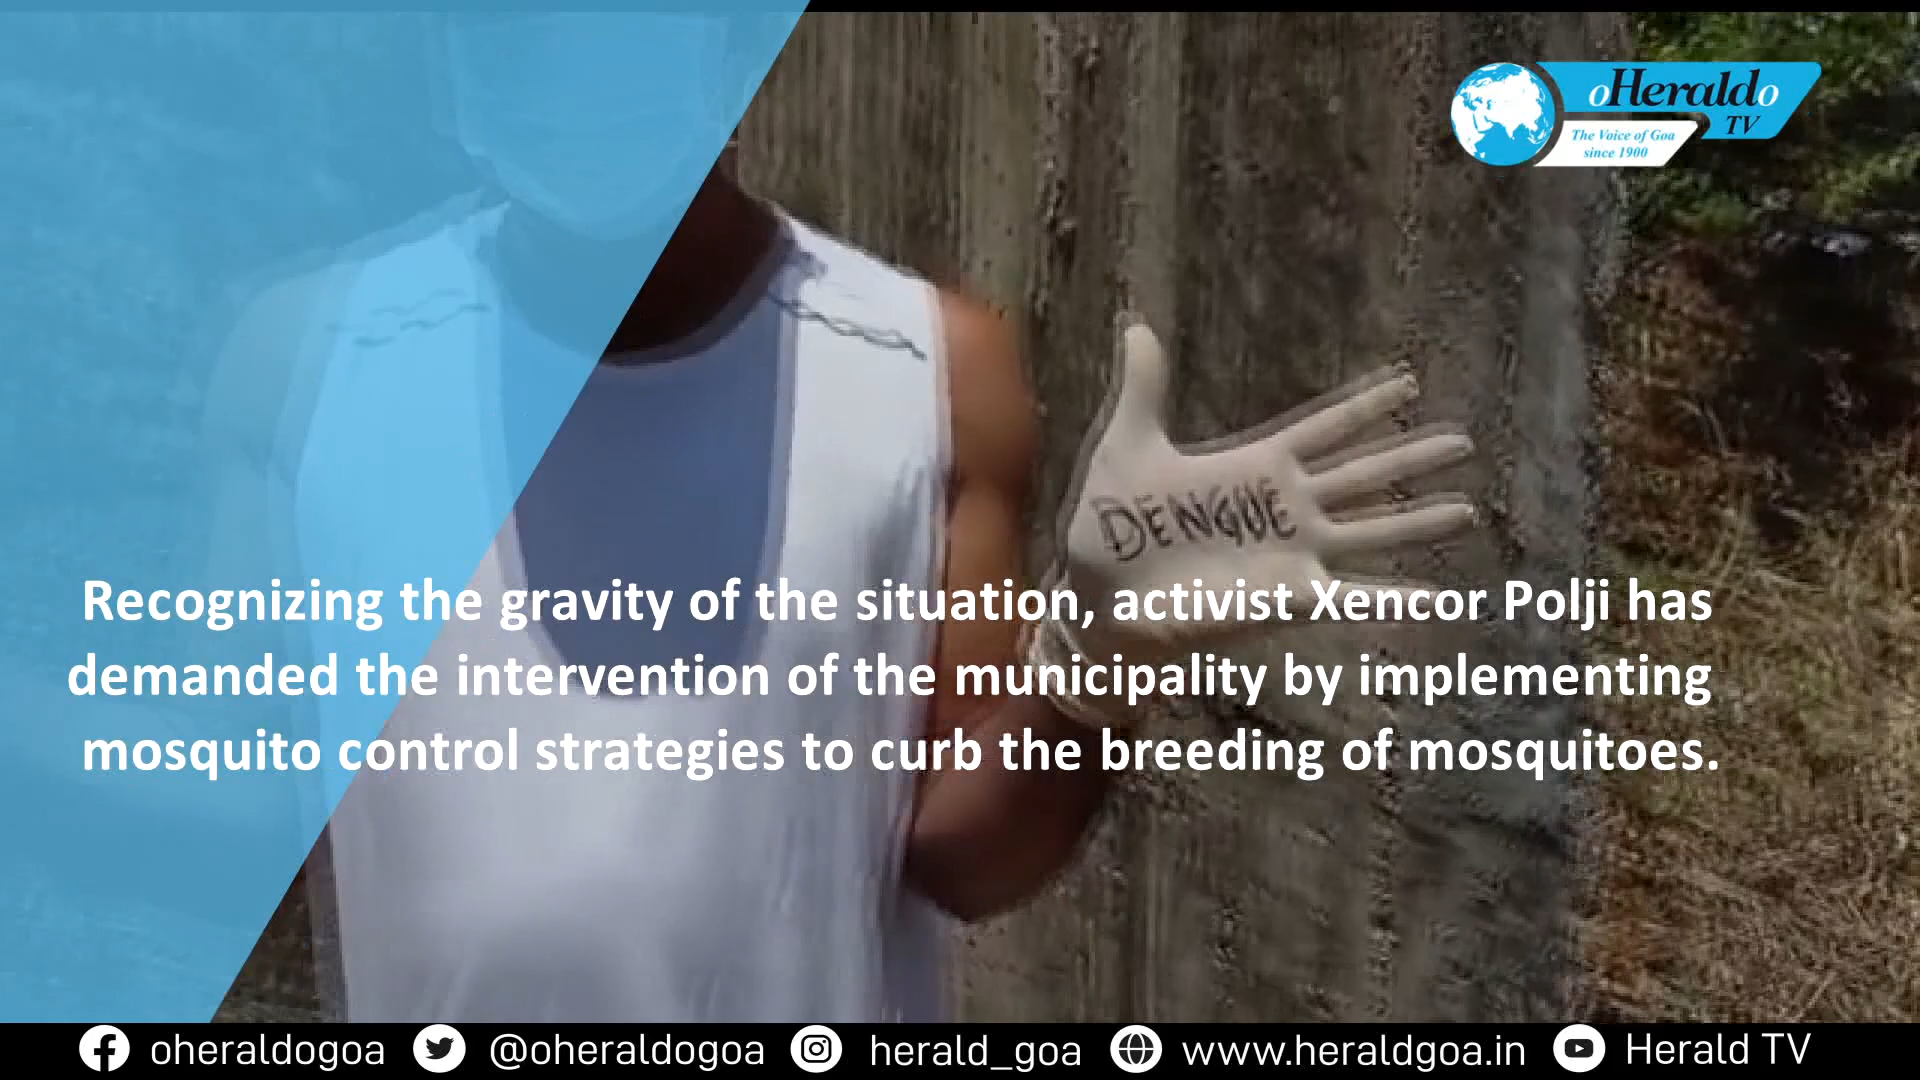 oHeraldo
TV
The Voice of Goa
since 1900
DENGUE
Recognizing the gravity of the situation, activist Xencor Polji has
demanded the intervention of the municipality by implementing
mosquito control strategies to curb the breeding of mosquitoes.
oheraldogoa @oheraldogoa herald_goa www.heraldgoa.in Herald TV